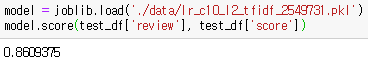 model = joblib.load('./data/lr_c10_l2_tfidf_2549731.pkl')
model.score(test_df['review'], test_df['score'])
0.8609375